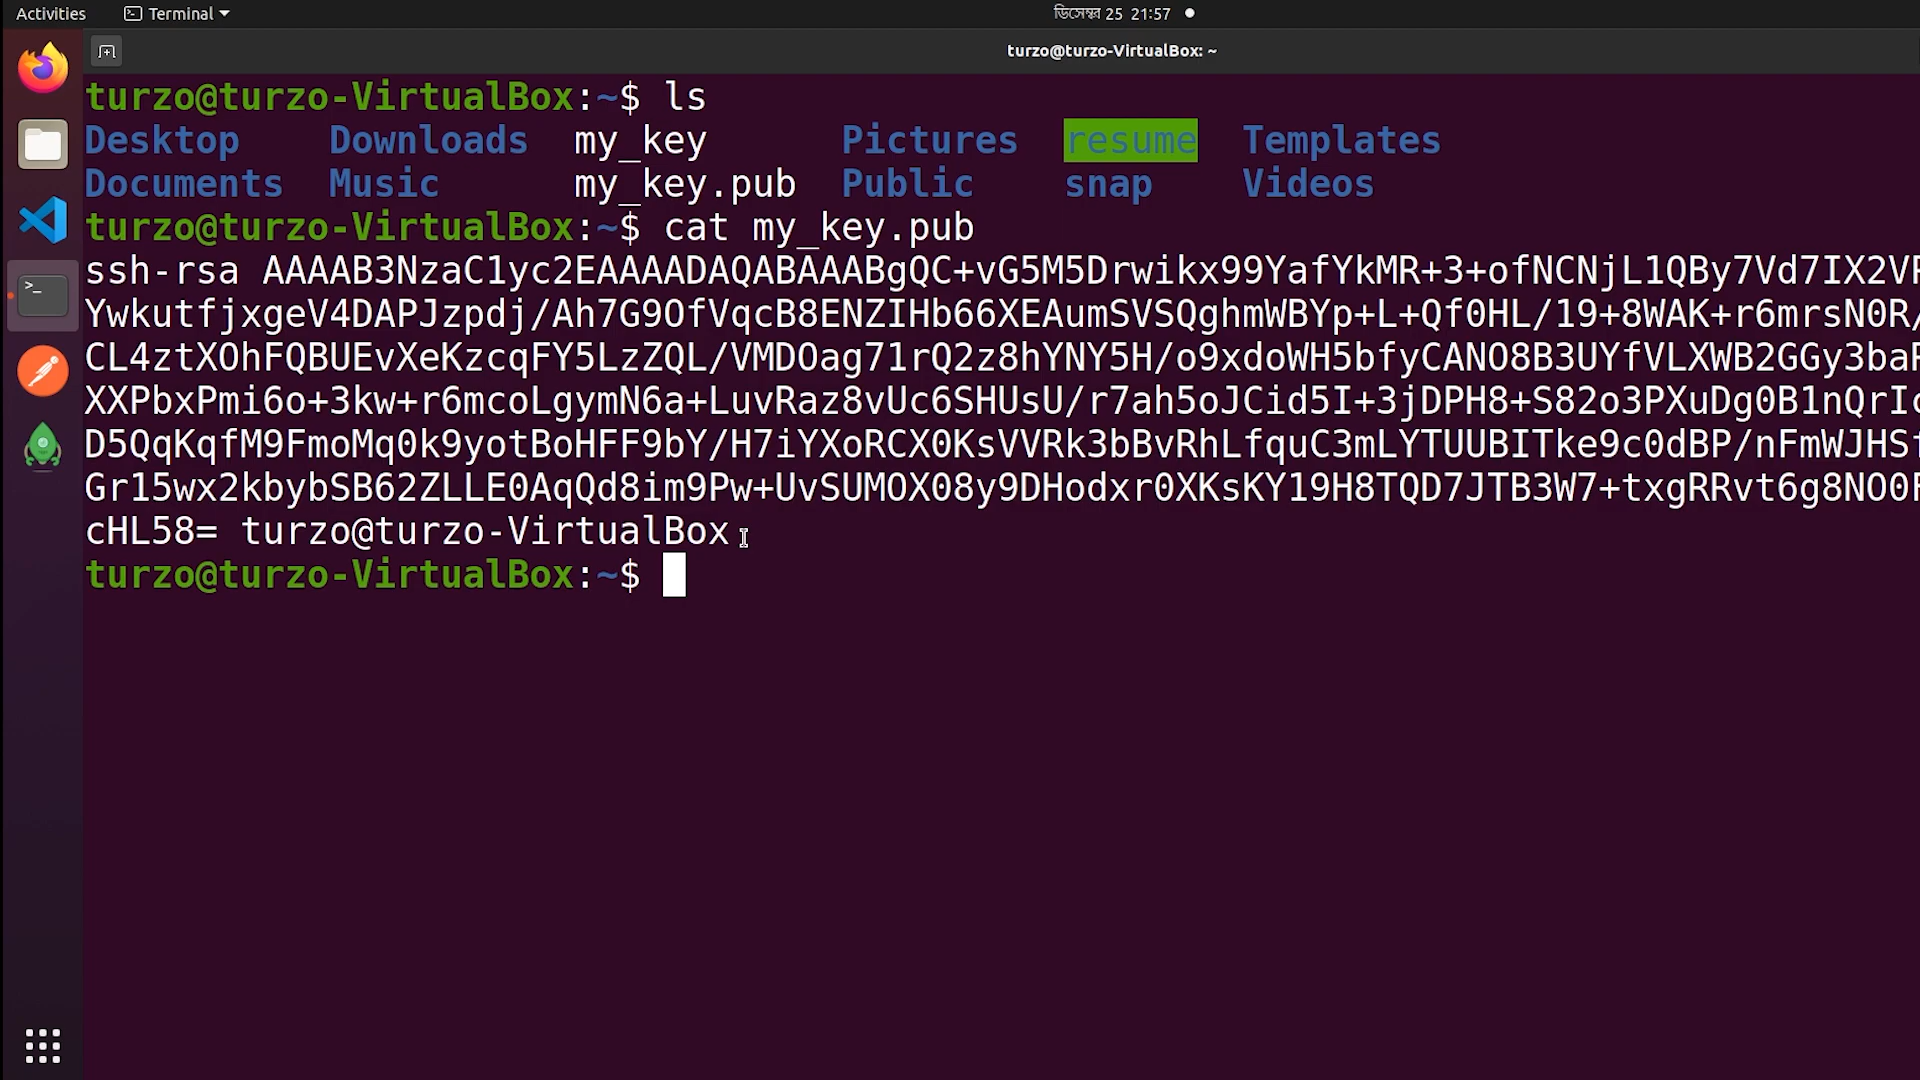 Activities Terminal ডিসেম্বর 25 21:57
turzo@turzo-VirtualBox: ~
turzo@turzo-VirtualBox:~$ ls
Desktop Downloads my_key Pictures resume Templates
Documents Music my_key.pub Public snap Videos
turzo@turzo-VirtualBox:~$ cat my_key.pub
ssh-rsa AAAAB3NzaC1yc2EAAAADAQABAAABgQC+vG5M5Drwikx99YafYkMR+3+ofNCNjL1QBy7Vd7IX2V
YwkutfjxgeV4DAPJzpdj/Ah7G9OfVqcB8ENZIHb66XEAumSVSQghmWBYp+L+Qf0HL/19+8WAK+r6mrsN0R/
CL4ztXOhFQBUEvXeKzcqFY5LzZQL/VMDOag71rQ2z8hYNY5H/o9xdoWH5bfyCANO8B3UYfVLXWB2GGy3ba
XXPbxPmi6o+3kw+r6mcoLgymN6a+LuvRaz8vUc6SHUsU/r7ah5oJCid5I+3jDPH8+S82o3PXuDg0B1nQrI
D5QqKqfM9FmoMq0k9yotBoHFF9bY/H7iYXoRCX0KsVVRk3bBvRhLfquC3mLYTUUBITke9c0dBP/nFmWJHS
Gr15wx2kbybSB62ZLLE0AqQd8im9Pw+UvSUMOX08y9DHodxr0XKsKY19H8TQD7JTB3W7+txgRRvt6g8NO0
cHL58= turzo@turzo-VirtualBox
turzo@turzo-VirtualBox:~$